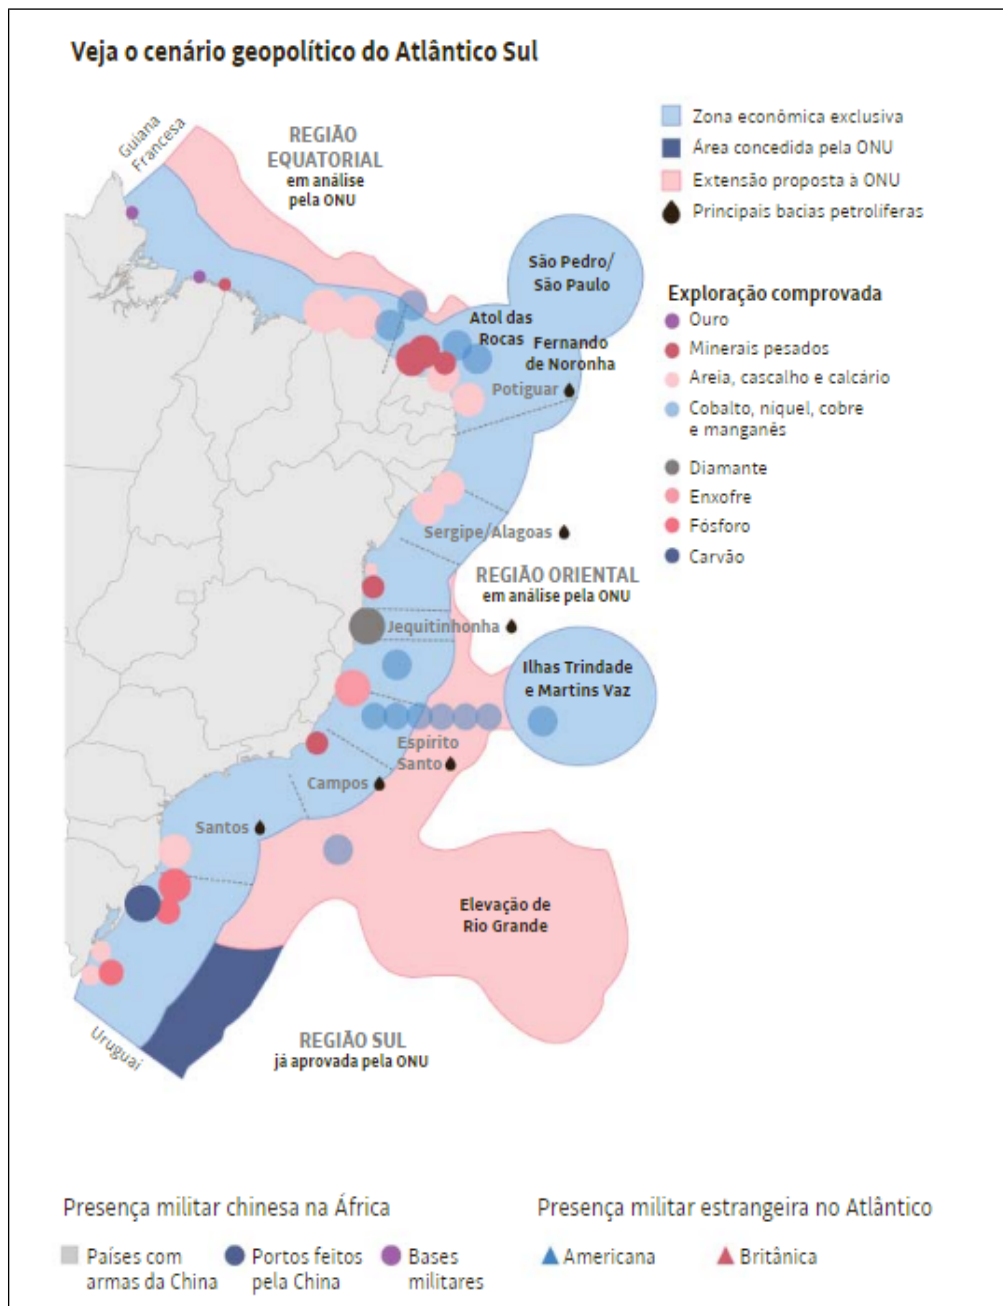 Veja o cenário geopolítico do Atlântico Sul
Guiana
Francesa
REGIÃO
EQUATORIAL
em análise
pela ONU
Zona econômica exclusiva
Área concedida pela ONU
Extensão proposta à ONU
Principais bacias petrolíferas
São Pedro/
São Paulo
Exploração comprovada
Ouro
Minerais pesados
Areia, cascalho e calcário
Cobalto, níquel, cobre
e manganês
Diamante
Enxofre
Fósforo
Carvão
Atol das
Rocas
Fernando
de Noronha
Potiguar
Sergipe/Alagoas
REGIÃO ORIENTAL
em análise pela ONU
Jequitinhonha
Ilhas Trindade
e Martins Vaz
Espírito
Santo
Campos
Santos
Elevação de
Rio Grande
Uruguai
REGIÃO SUL
já aprovada pela ONU
Presença militar chinesa na África
Países com
armas da China
Portos feitos
pela China
Bases
militares
Presença militar estrangeira no Atlântico
Americana
Britânica